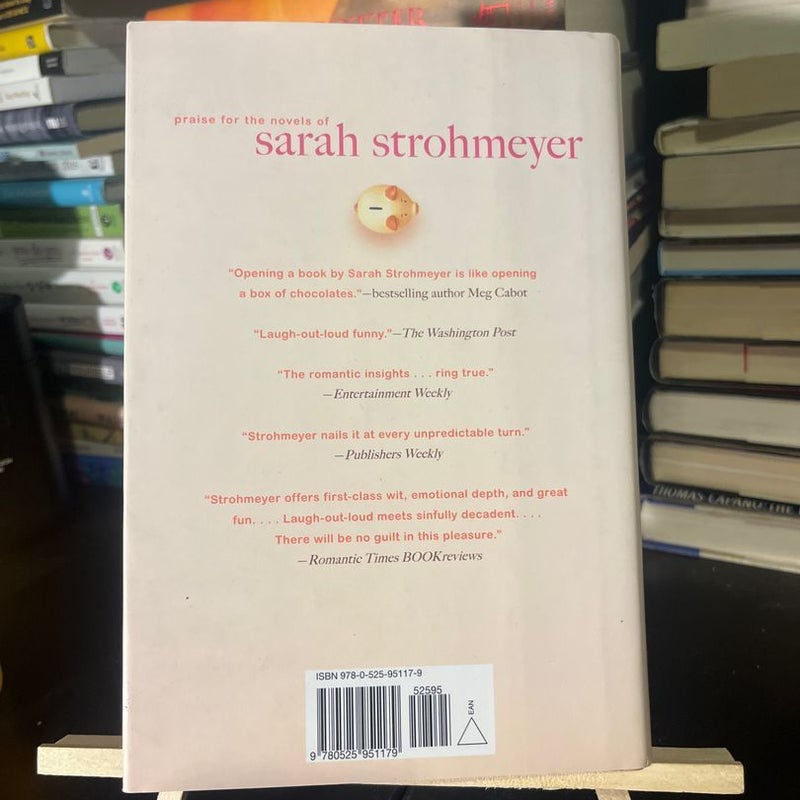 praise for the novels of
sarah strohmeyer
"Opening a book by Sarah Strohmeyer is like opening
a box of chocolates."—bestselling author Meg Cabot
"Laugh-out-loud funny."—The Washington Post
"The romantic insights . . . ring true."
—Entertainment Weekly
"Strohmeyer nails it at every unpredictable turn."
—Publishers Weekly
"Strohmeyer offers first-class wit, emotional depth, and great
fun. . . . Laugh-out-loud meets sinfully decadent. . . .
There will be no guilt in this pleasure."
—Romantic Times BOOKreviews
ISBN 978-0-525-95117-9
52595
EAN
9 780525 951179
THOMAS
THE